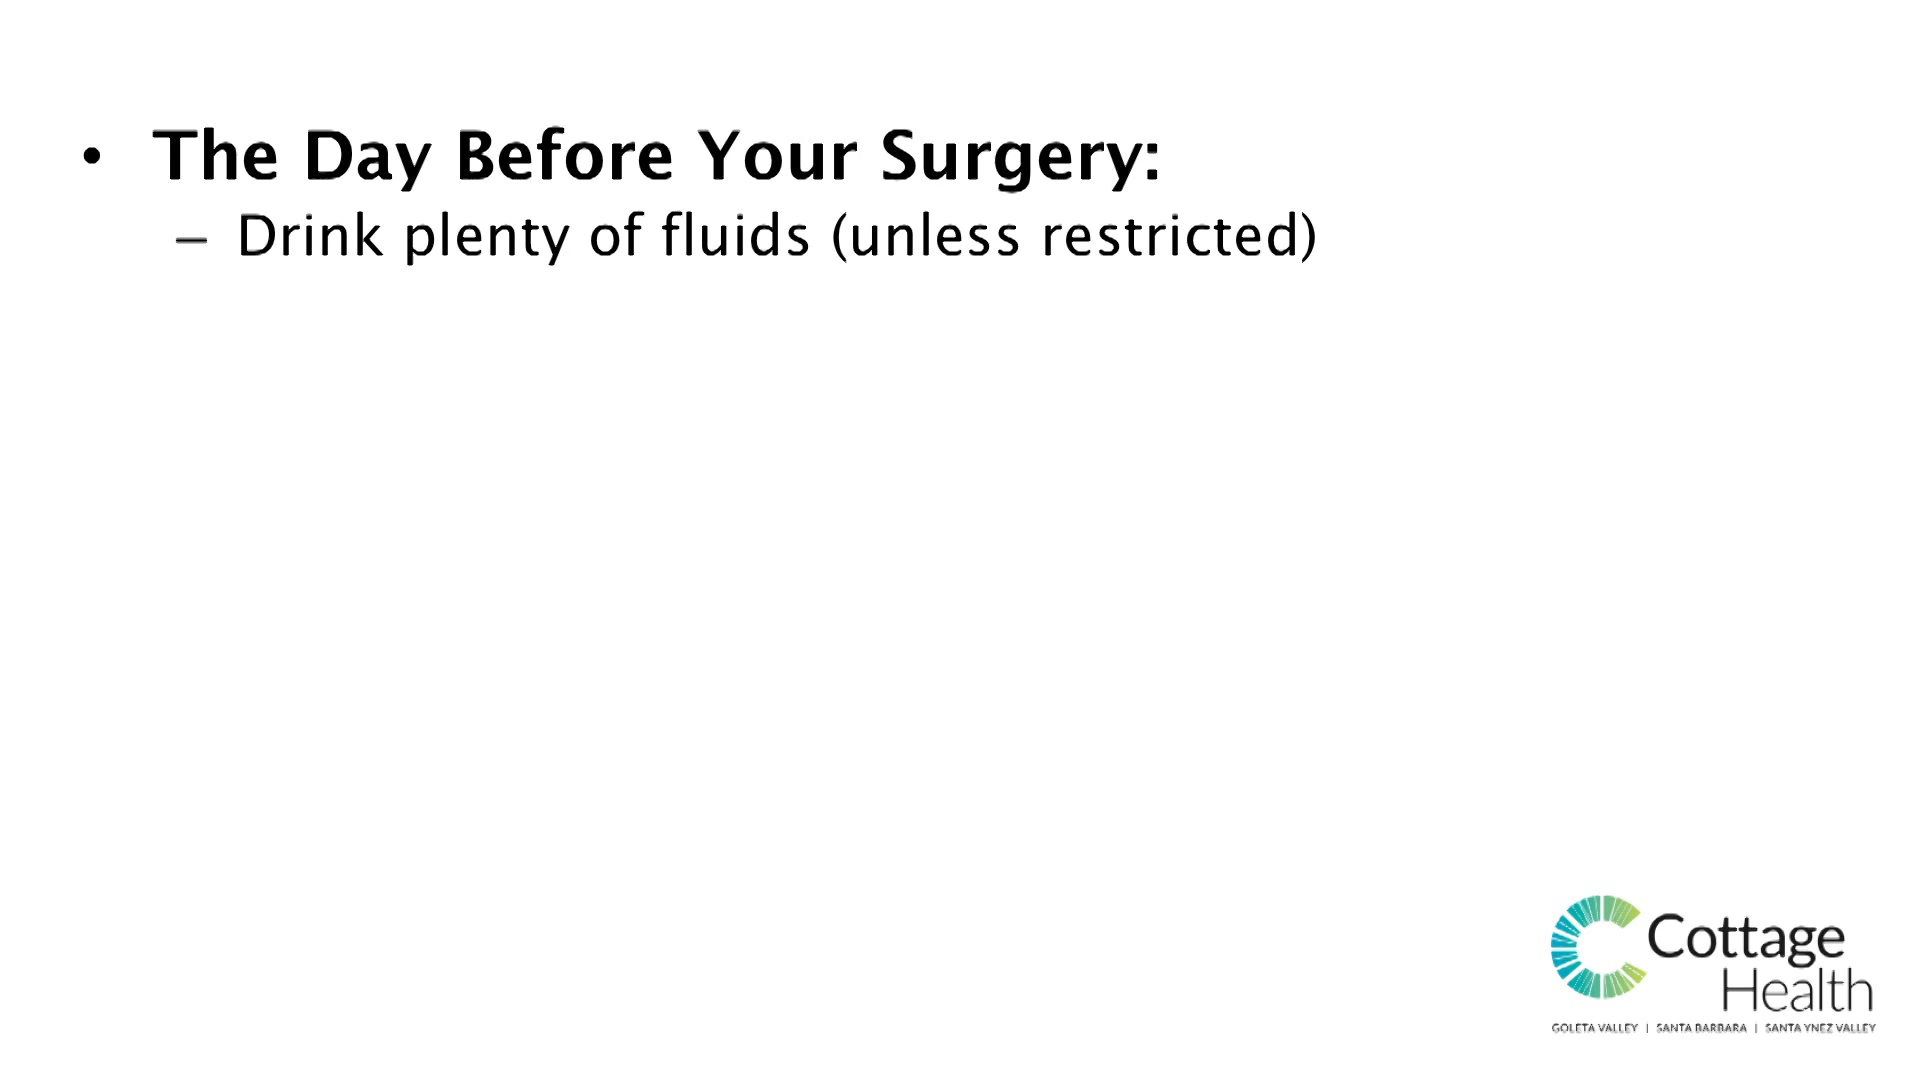 • The Day Before Your Surgery:
– Drink plenty of fluids (unless restricted)
Cottage
Health
GOLETA VALLEY | SANTA BARBARA | SANTA YNEZ VALLEY